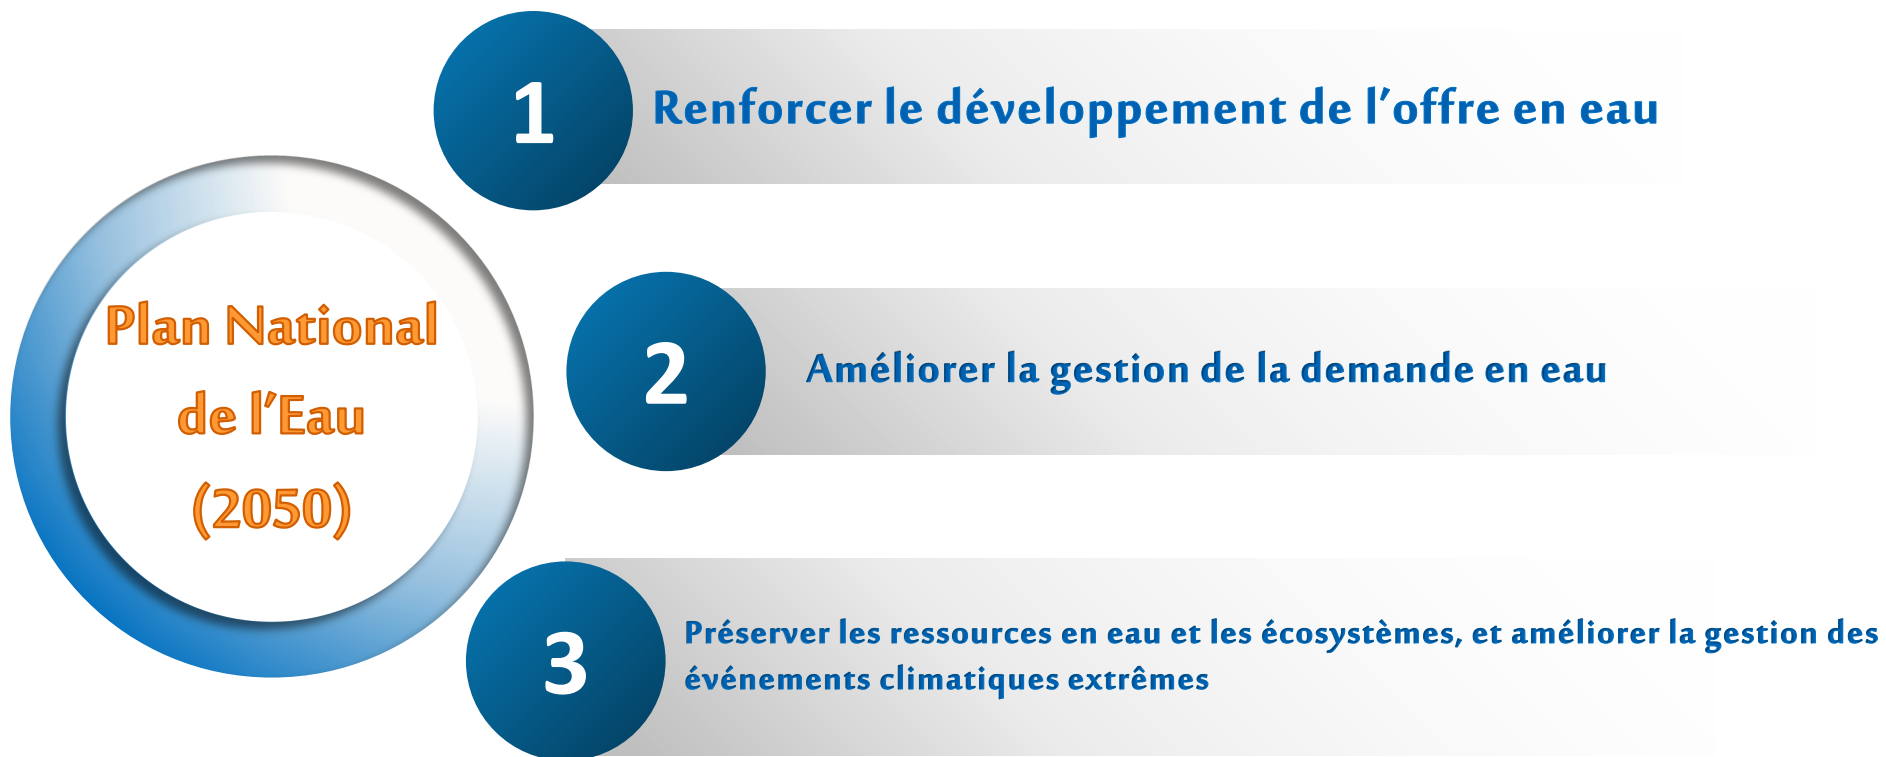 Plan National
de l’Eau
(2050)
1
Renforcer le développement de l’offre en eau
2
Améliorer la gestion de la demande en eau
3
Préserver les ressources en eau et les écosystèmes, et améliorer la gestion des
événements climatiques extrêmes